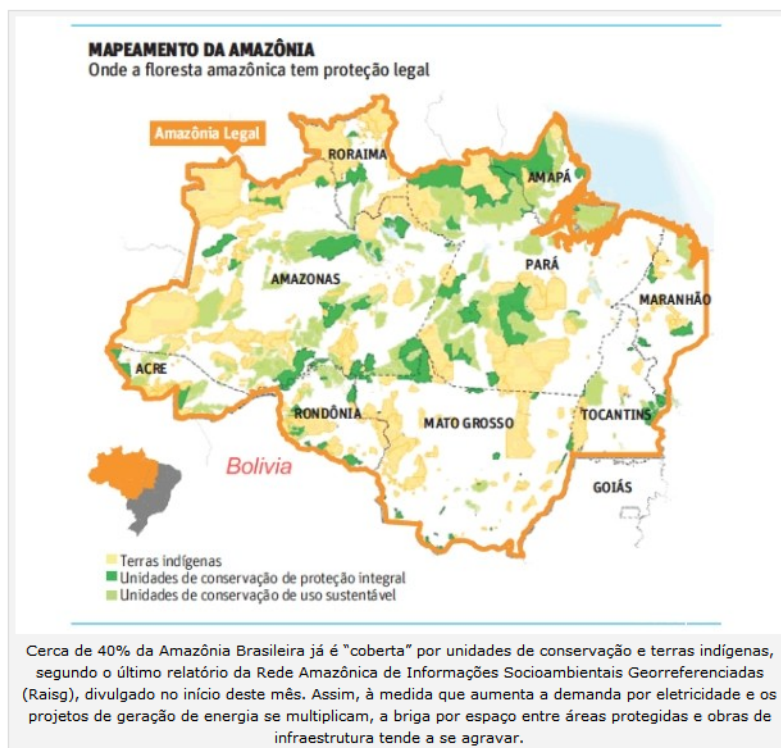 MAPEAMENTO DA AMAZÔNIA
Onde a floresta amazônica tem proteção legal
Amazônia Legal
RORAIMA
AMAPÁ
AMAZONAS
PARÁ
MARANHÃO
ACRE
RONDÔNIA
MATO GROSSO
TOCANTINS
Bolivia
GOIÁS
Terras indígenas
Unidades de conservação de proteção integral
Unidades de conservação de uso sustentável
Cerca de 40% da Amazônia Brasileira já é “coberta” por unidades de conservação e terras indígenas,
segundo o último relatório da Rede Amazônica de Informações Socioambientais Georreferenciadas
(Raisg), divulgado no início deste mês. Assim, à medida que aumenta a demanda por eletricidade e os
projetos de geração de energia se multiplicam, a briga por espaço entre áreas protegidas e obras de
infraestrutura tende a se agravar.